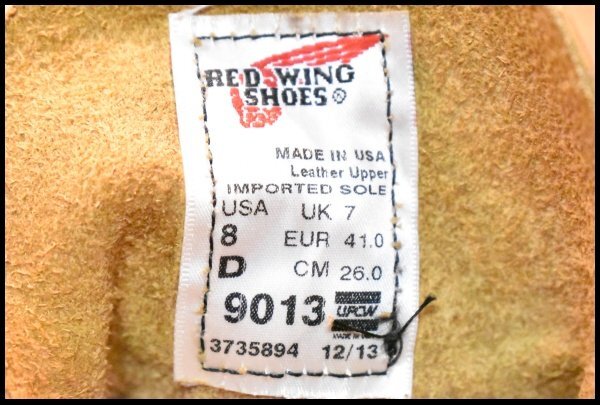 RED WING
SHOES®
MADE IN USA
Leather Upper
IMPORTED SOLE
USA UK 7
8 EUR 41.0
D CM 26.0
9013 UFCW
3735894 12/13